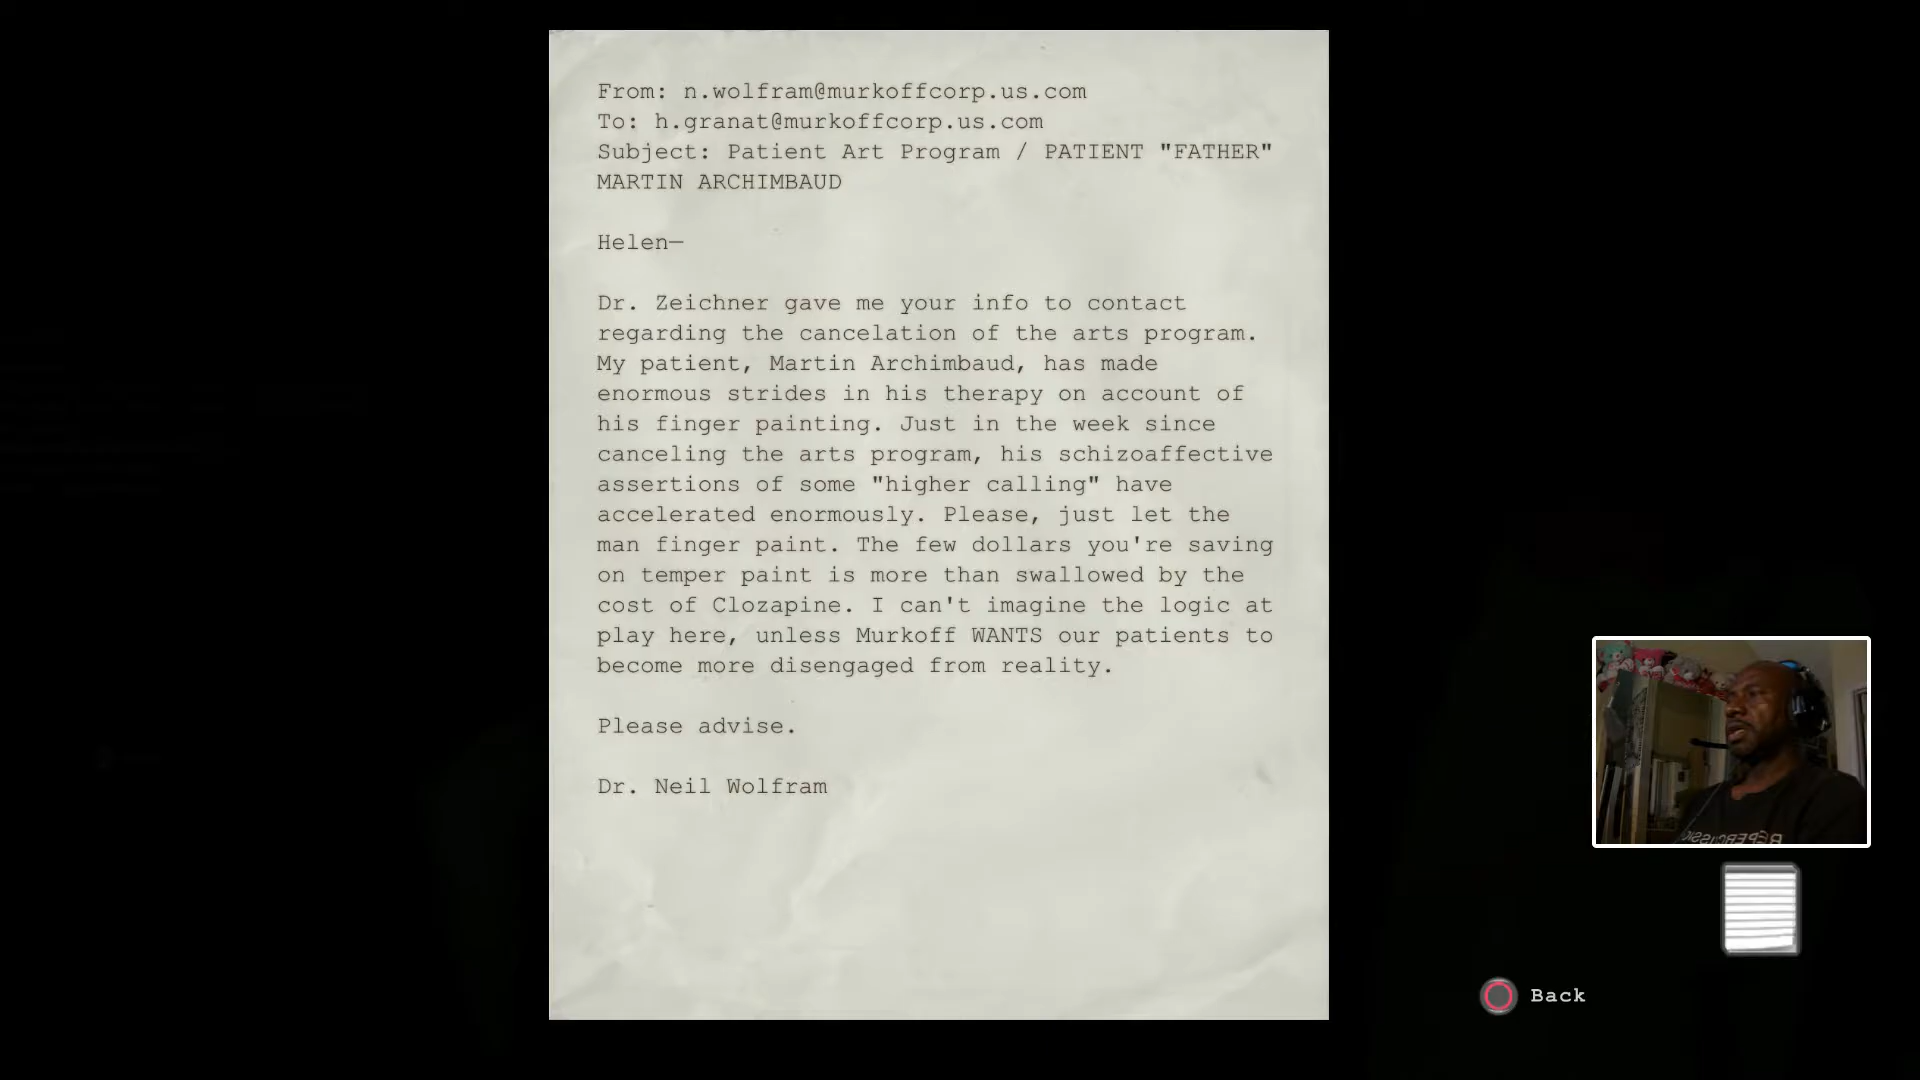 From: n.wolfram@murkoffcorp.us.com
To: h.granat@murkoffcorp.us.com
Subject: Patient Art Program / PATIENT "FATHER"
MARTIN ARCHIMBAUD
Helen—
Dr. Zeichner gave me your info to contact
regarding the cancelation of the arts program.
My patient, Martin Archimbaud, has made
enormous strides in his therapy on account of
his finger painting. Just in the week since
canceling the arts program, his schizoaffective
assertions of some "higher calling" have
accelerated enormously. Please, just let the
man finger paint. The few dollars you're saving
on temper paint is more than swallowed by the
cost of Clozapine. I can't imagine the logic at
play here, unless Murkoff WANTS our patients to
become more disengaged from reality.
Please advise.
Dr. Neil Wolfram
Back